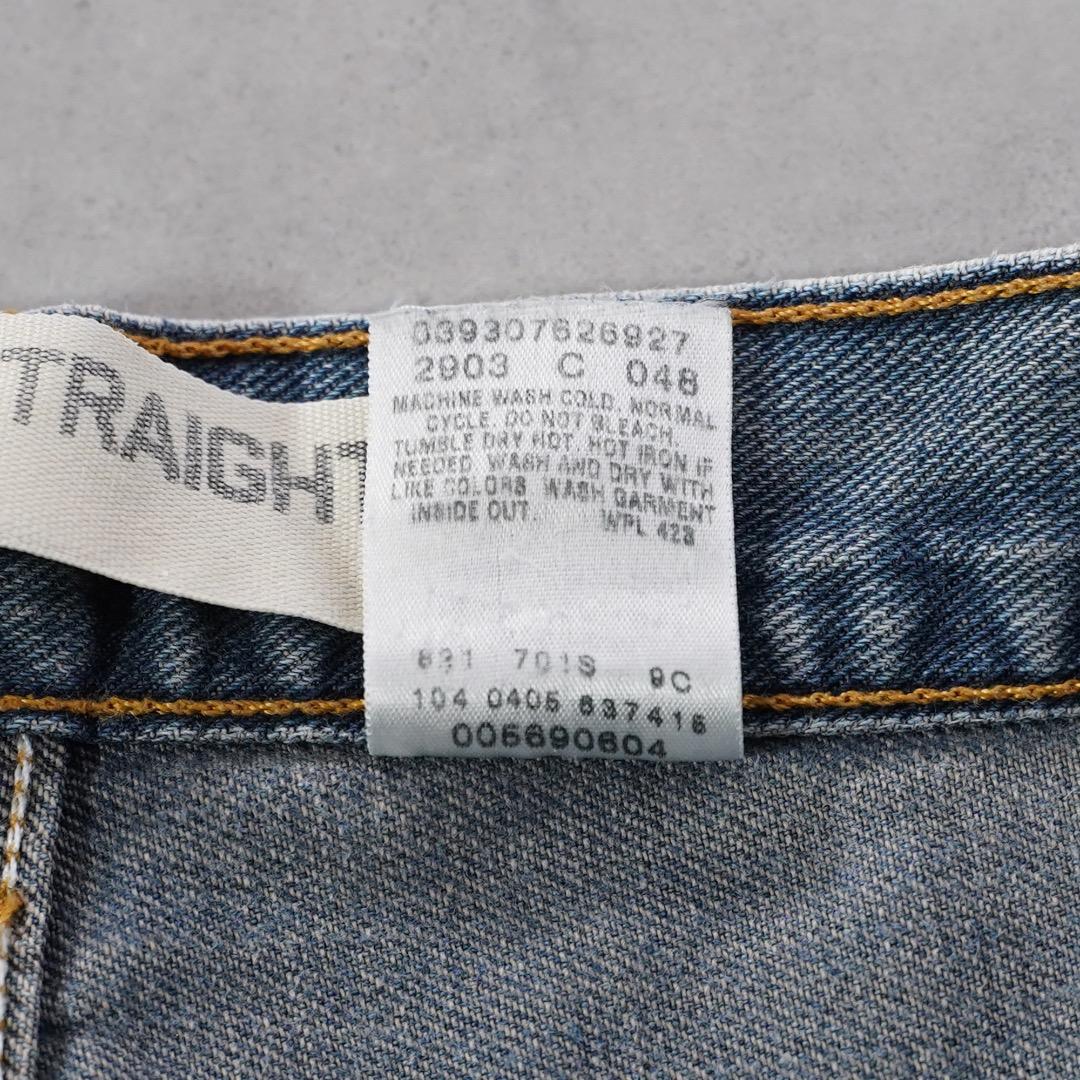 TRAIGHT
039307626927
2903 C 048
MACHINE WASH COLD, NORMAL
CYCLE. DO NOT BLEACH.
TUMBLE DRY HOT. HOT IRON IF
NEEDED. WASH AND DRY WITH
LIKE COLORS. WASH GARMENT
INSIDE OUT. WPL 423
701S 9C
104 0405 637416
006690604